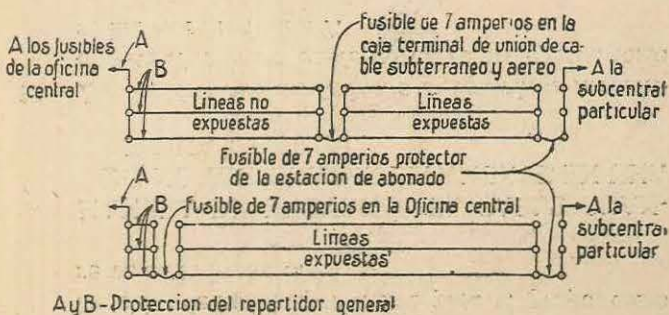 A los fusibles
de la oficina
central
A
B
Fusible de 7 amperios en la
caja terminal de unión de ca-
ble subterraneo y aereo
A la
subcentral
particular
Lineas no
expuestas
Lineas
expuestas
Fusible de 7 amperios protector
de la estacion de abonado
A
B
Fusible de 7 amperios en la Oficina central
A la
subcentral
particular
Lineas
expuestas
A y B-Proteccion del repartidor general